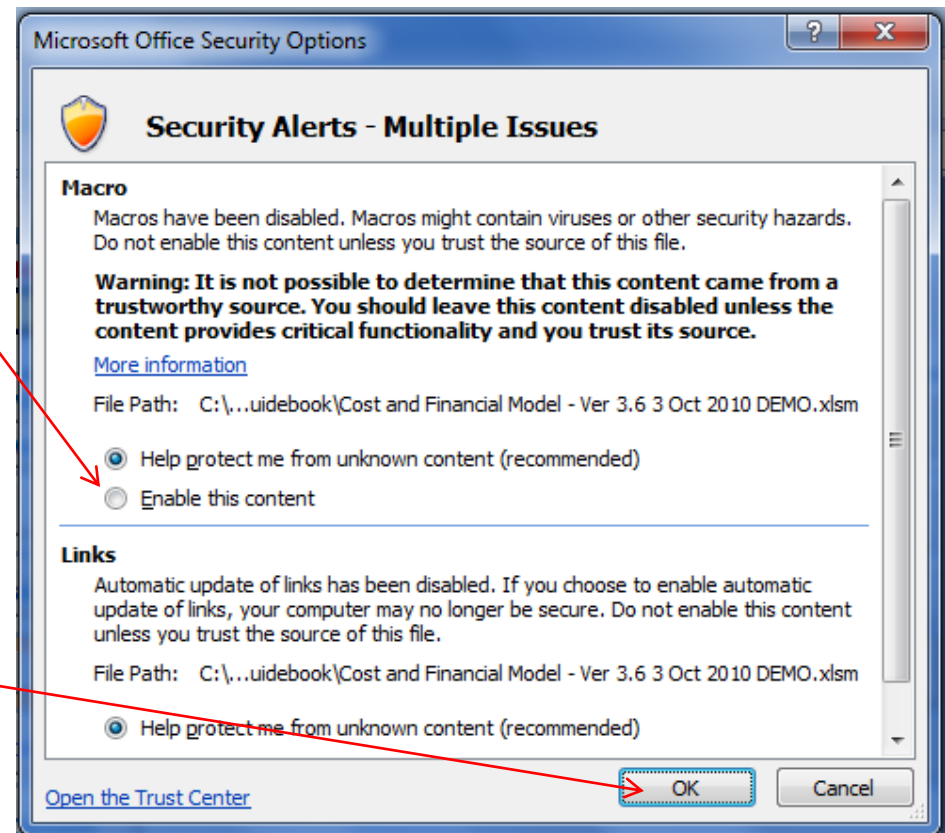 Microsoft Office Security Options
?
X
Security Alerts - Multiple Issues
Macro
Macros have been disabled. Macros might contain viruses or other security hazards.
Do not enable this content unless you trust the source of this file.
Warning: It is not possible to determine that this content came from a
trustworthy source. You should leave this content disabled unless the
content provides critical functionality and you trust its source.
More information
File Path: C:\...uidebook\Cost and Financial Model - Ver 3.6 3 Oct 2010 DEMO.xlsm
Help protect me from unknown content (recommended)
Enable this content
Links
Automatic update of links has been disabled. If you choose to enable automatic
update of links, your computer may no longer be secure. Do not enable this content
unless you trust the source of this file.
File Path: C:\...uidebook\Cost and Financial Model - Ver 3.6 3 Oct 2010 DEMO.xlsm
Help protect me from unknown content (recommended)
Open the Trust Center
OK
Cancel